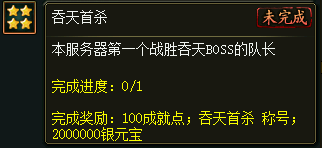 吞天首杀
未完成
本服务器第一个战胜吞天BOSS的队长
完成进度：0/1
完成奖励：100成就点；吞天首杀 称号；
2000000银元宝